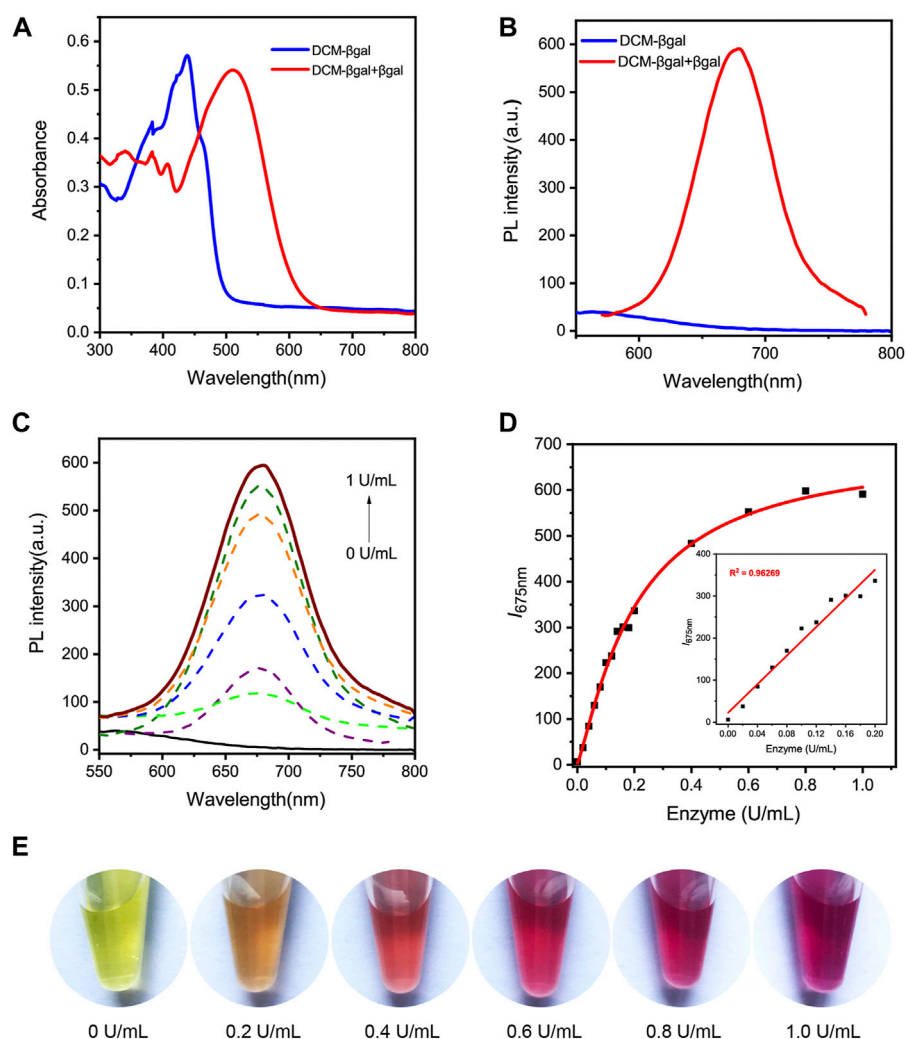 A
0.6
0.5
0.4
0.3
0.2
0.1
0.0
300 400 500 600 700 800
Absorbance
Wavelength(nm)
DCM-βgal
DCM-βgal+βgal
B
600
500
400
300
200
100
0
600 700 800
PL intensity (a.u.)
Wavelength(nm)
DCM-βgal
DCM-βgal+βgal
C
600
500
400
300
200
100
0
550 600 650 700 750 800
PL intensity(a.u.)
Wavelength(nm)
1 U/mL
0 U/mL
D
700
600
500
400
300
200
100
0
0.0 0.2 0.4 0.6 0.8 1.0
I675nm
Enzyme (U/mL)
R² = 0.96269
400
300
200
100
0
0.00 0.04 0.08 0.12 0.16 0.20
I675nm
Enzyme (U/mL)
E
0 U/mL 0.2 U/mL 0.4 U/mL 0.6 U/mL 0.8 U/mL 1.0 U/mL